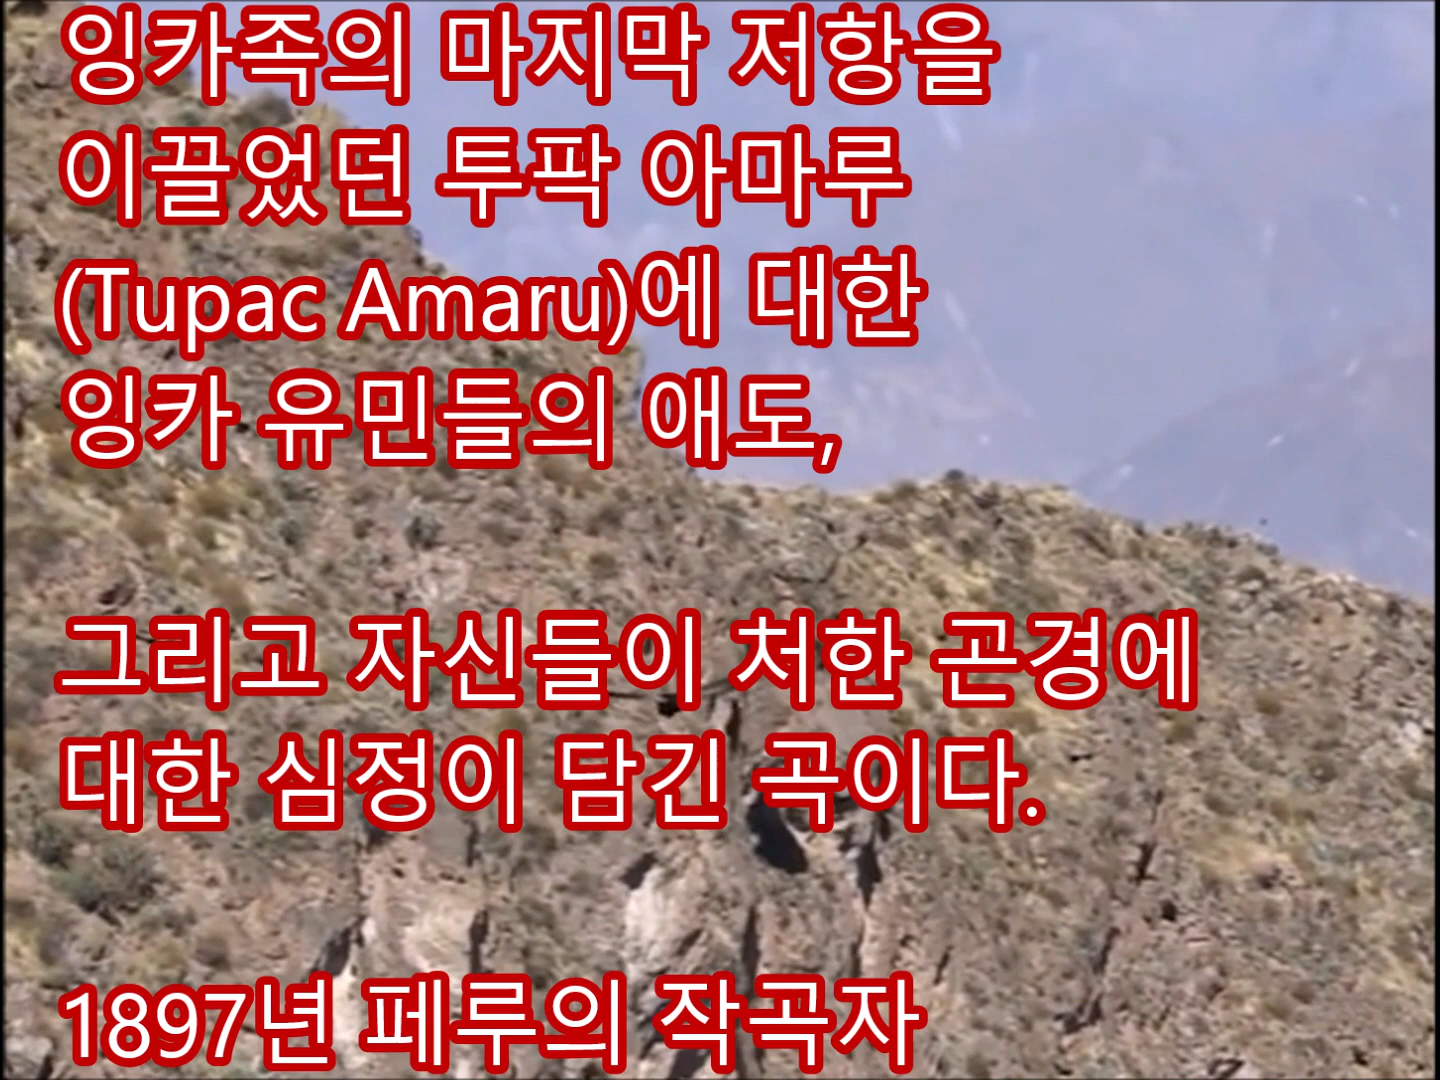 잉카족의 마지막 저항을
이끌었던 투팍 아마루
(Tupac Amaru)에 대한
잉카 유민들의 애도,
그리고 자신들이 처한 곤경에
대한 심정이 담긴 곡이다.
1897년 페루의 작곡자